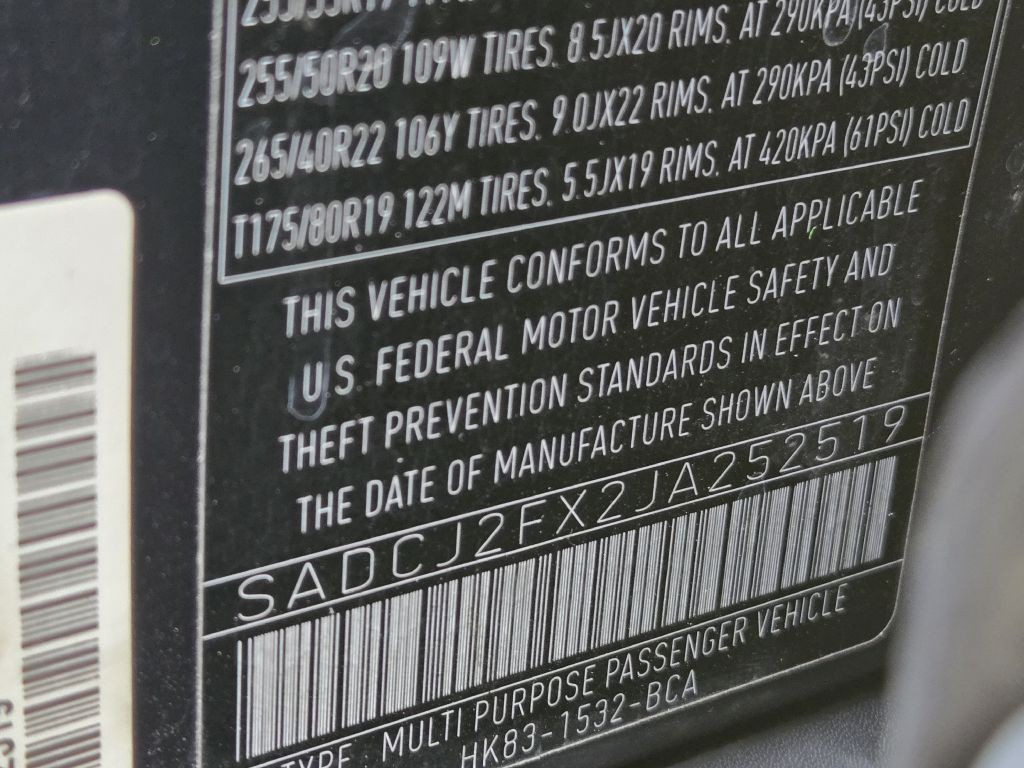 255/50R20 109W TIRES. 8.5JX20 RIMS. AT 290KPA (43PSI) COLD
265/40R22 106Y TIRES. 9.0JX22 RIMS. AT 290KPA (43PSI) COLD
T175/80R19 122M TIRES. 5.5JX19 RIMS. AT 420KPA (61PSI) COLD
THIS VEHICLE CONFORMS TO ALL APPLICABLE
U.S. FEDERAL MOTOR VEHICLE SAFETY AND
THEFT PREVENTION STANDARDS IN EFFECT ON
THE DATE OF MANUFACTURE SHOWN ABOVE
SADCJ2FX2JA252519
TYPE MULTI PURPOSE PASSENGER VEHICLE
HK83-1532-BCA